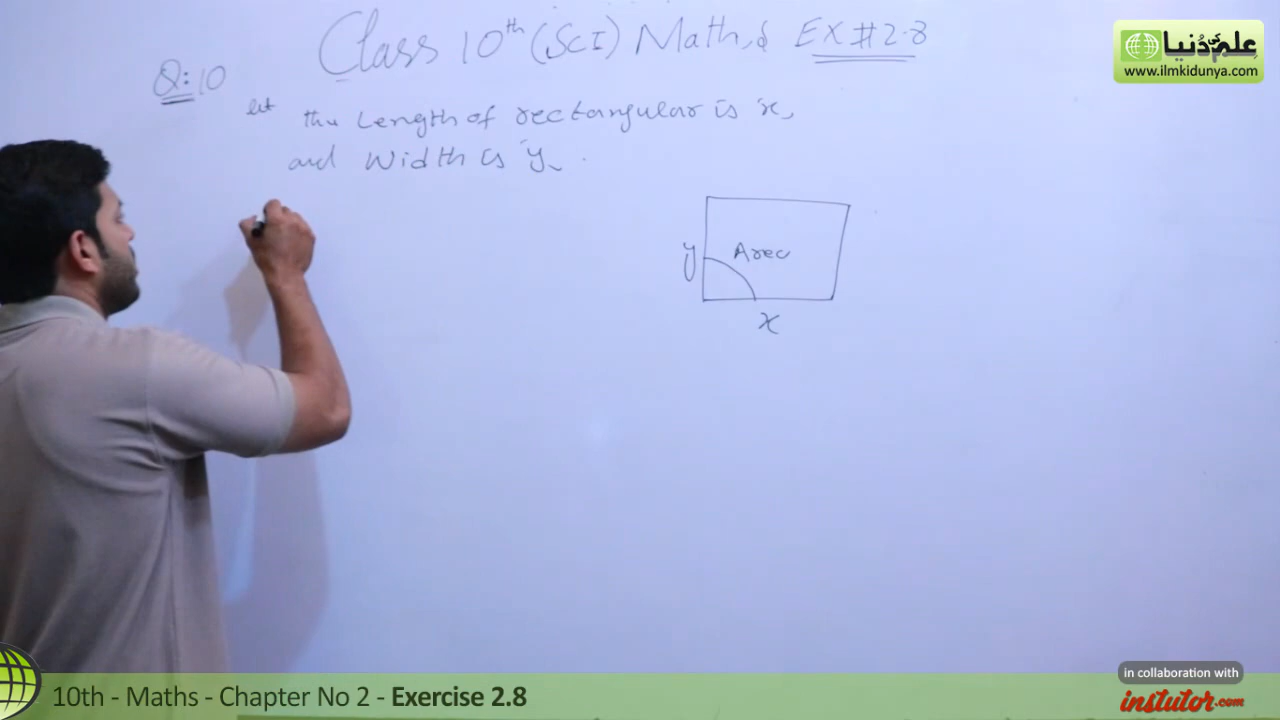 Class 10th (ScI) Math,s EX # 2.8
Q:10
let the Length of rectangular is x,
and Width is y.
y
Area
x
علم کی دنیا
www.ilmkidunya.com
in collaboration with
instutor.com
10th - Maths - Chapter No 2 - Exercise 2.8